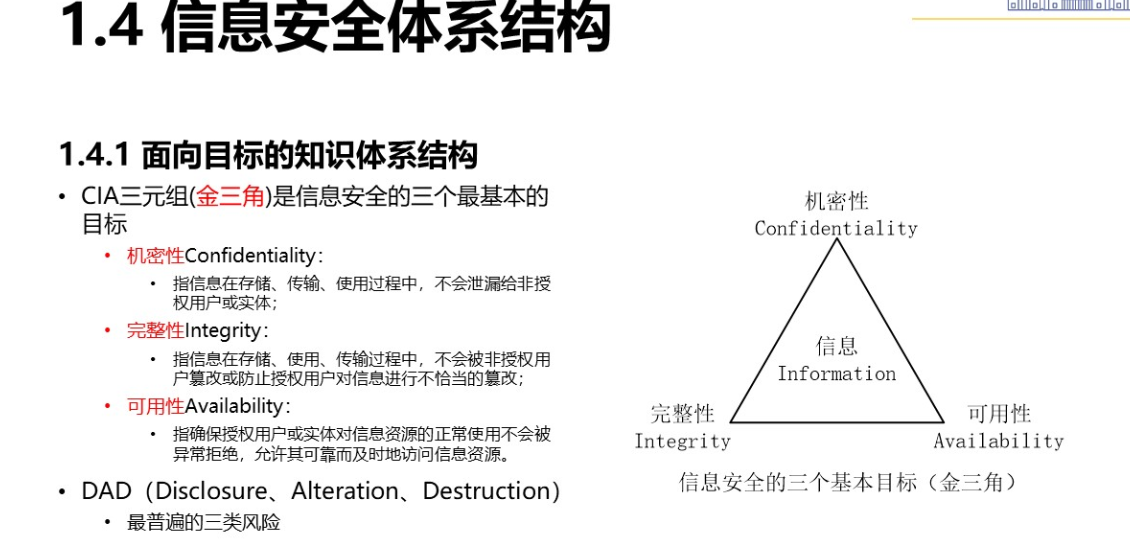 1.4 信息安全体系结构
1.4.1 面向目标的知识体系结构
• CIA三元组(金三角)是信息安全的三个最基本的
目标
• 机密性Confidentiality：
• 指信息在存储、传输、使用过程中，不会泄漏给非授
权用户或实体；
• 完整性Integrity：
• 指信息在存储、使用、传输过程中，不会被非授权用
户篡改或防止授权用户对信息进行不恰当的篡改；
• 可用性Availability：
• 指确保授权用户或实体对信息资源的正常使用不会被
异常拒绝，允许其可靠而及时地访问信息资源。
• DAD（Disclosure、Alteration、Destruction）
• 最普遍的三类风险
机密性
Confidentiality
信息
Information
完整性
Integrity
可用性
Availability
信息安全的三个基本目标（金三角）